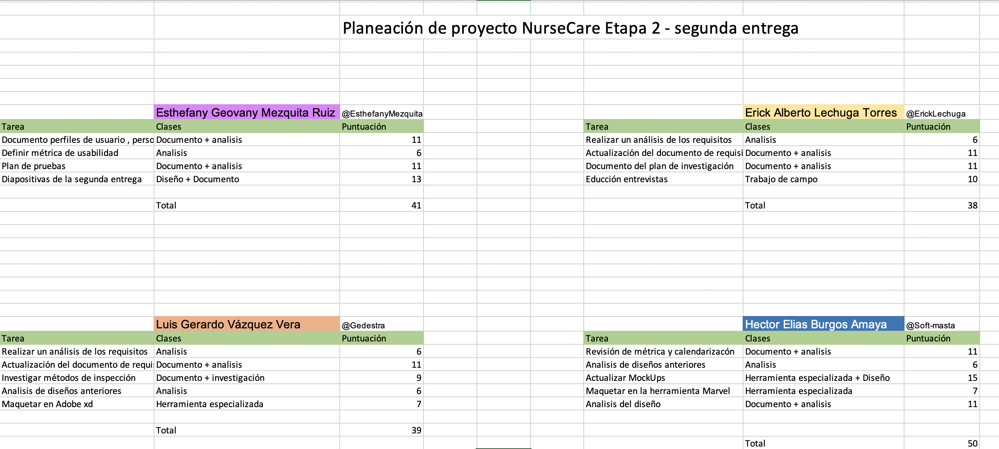 Planeación de proyecto NurseCare Etapa 2 - segunda entrega
Esthefany Geovany Mezquita Ruiz @EsthefanyMezquita
Tarea Clases Puntuación
Documento perfiles de usuario , perso Documento + analisis 11
Definir métrica de usabilidad Analisis 6
Plan de pruebas Documento + analisis 11
Diapositivas de la segunda entrega Diseño + Documento 13
Total 41
Erick Alberto Lechuga Torres @ErickLechuga
Tarea Clases Puntuación
Realizar un análisis de los requisitos Analisis 6
Actualización del documento de requisi Documento + analisis 11
Documento del plan de investigación Documento + analisis 11
Educción entrevistas Trabajo de campo 10
Total 38
Luis Gerardo Vázquez Vera @Gedestra
Tarea Clases Puntuación
Realizar un análisis de los requisitos Analisis 6
Actualización del documento de requi Documento + analisis 11
Investigar métodos de inspección Documento + investigación 9
Analisis de diseños anteriores Analisis 6
Maquetar en Adobe xd Herramienta especializada 7
Total 39
Hector Elias Burgos Amaya @Soft-masta
Tarea Clases Puntuación
Revisión de métrica y calendarizacón Documento + analisis 11
Analisis de diseños anteriores Analisis 6
Actualizar MockUps Herramienta especializada + Diseño 15
Maquetar en la herramienta Marvel Herramienta especializada 7
Analisis del diseño Documento + analisis 11
Total 50